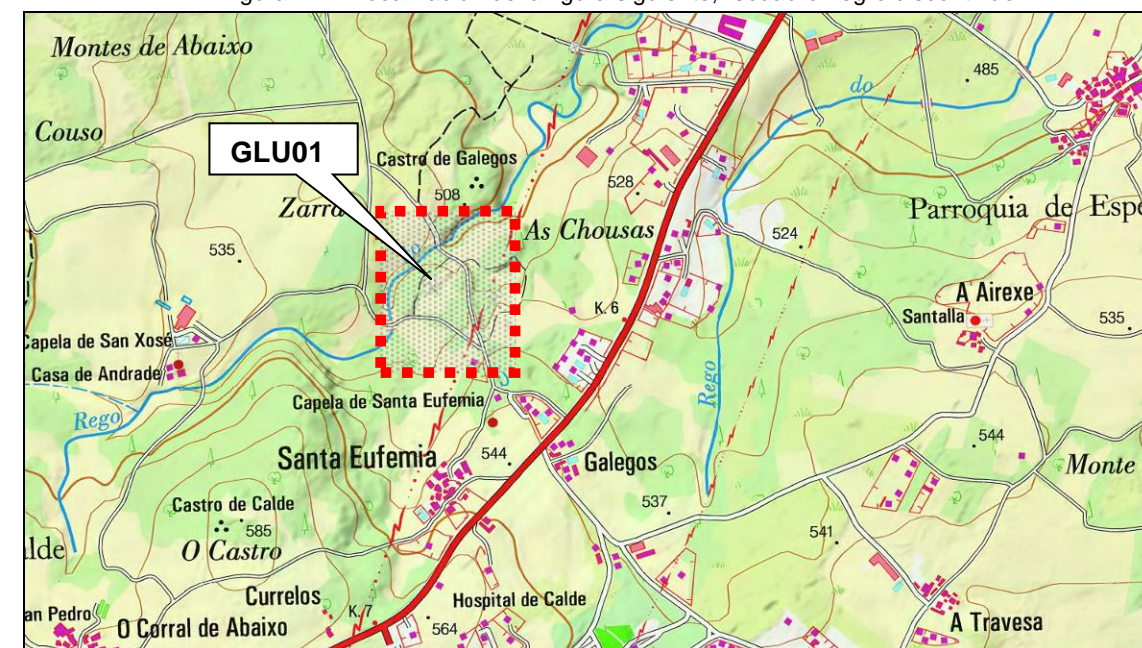 Montes de Abaixo
485
do
Couso
GLU01
Castro de Galegos
508
528
Parroquia de Espe
Zarra
As Chousas
524
535
A Airexe
K. 6
Santalla
535
Capela de San Xosé
Casa de Andrade
Capela de Santa Eufemia
Rego
Rego
544
Santa Eufemia
544
Galegos
Monte
Castro de Calde
537
585
541
alde
O Castro
Currelos
K. 7
Hospital de Calde
an Pedro
O Corral de Abaixo
564
A Travesa